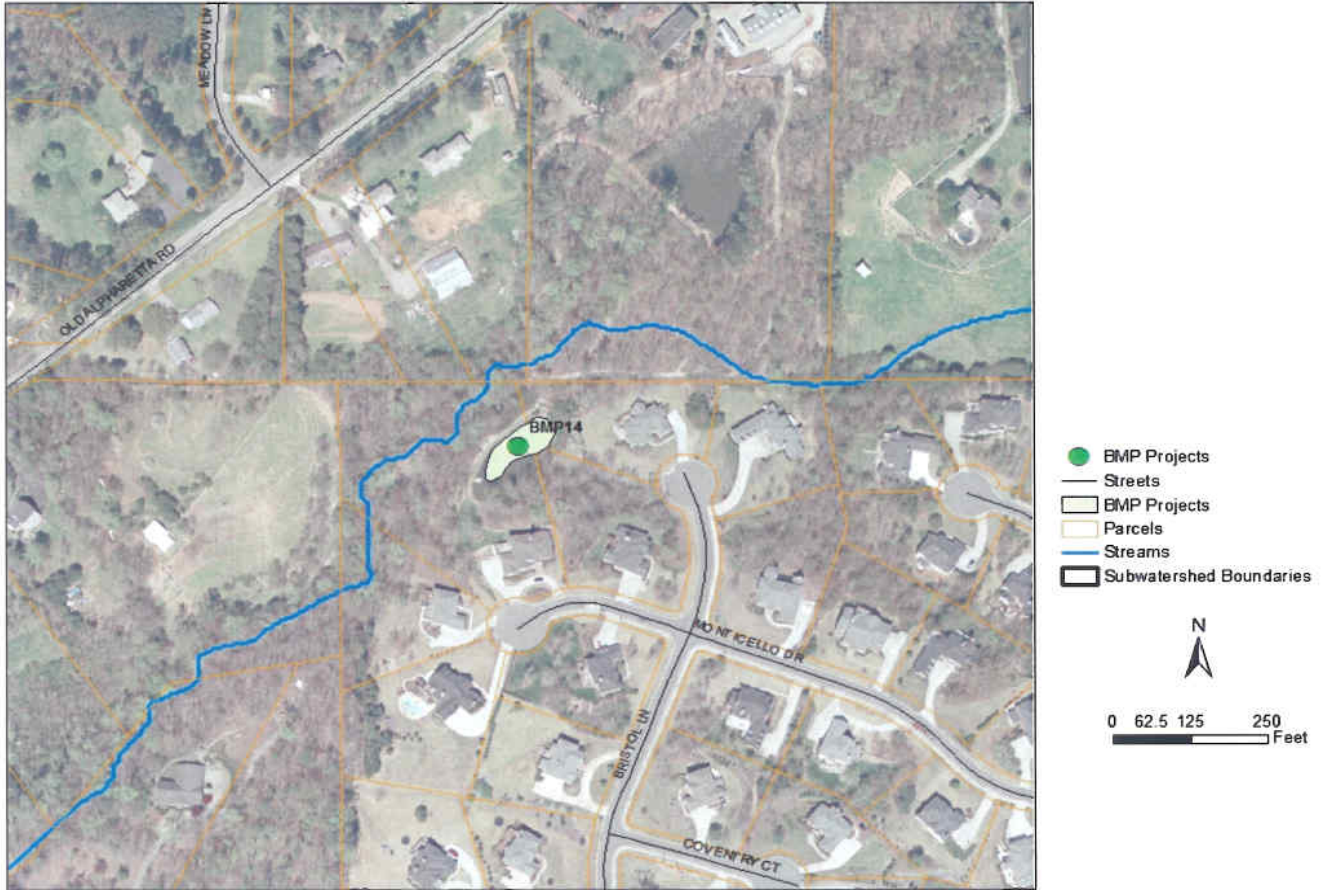 MEADOW LN
OLD ALPHARETTA RD
BMP14
MONTICELLO DR
BRISTOL LN
COVENTRY CT
BMP Projects
Streets
BMP Projects
Parcels
Streams
Subwatershed Boundaries
N
0 62.5 125 250
Feet